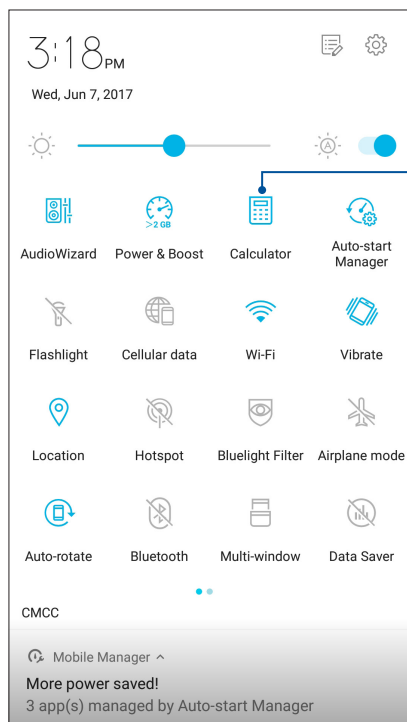 3:18PM
Wed, Jun 7, 2017
A
>2 GB
AudioWizard Power & Boost Calculator Auto-start Manager
Flashlight Cellular data Wi-Fi Vibrate
Location Hotspot Bluelight Filter Airplane mode
Auto-rotate Bluetooth Multi-window Data Saver
CMCC
Mobile Manager
More power saved!
3 app(s) managed by Auto-start Manager